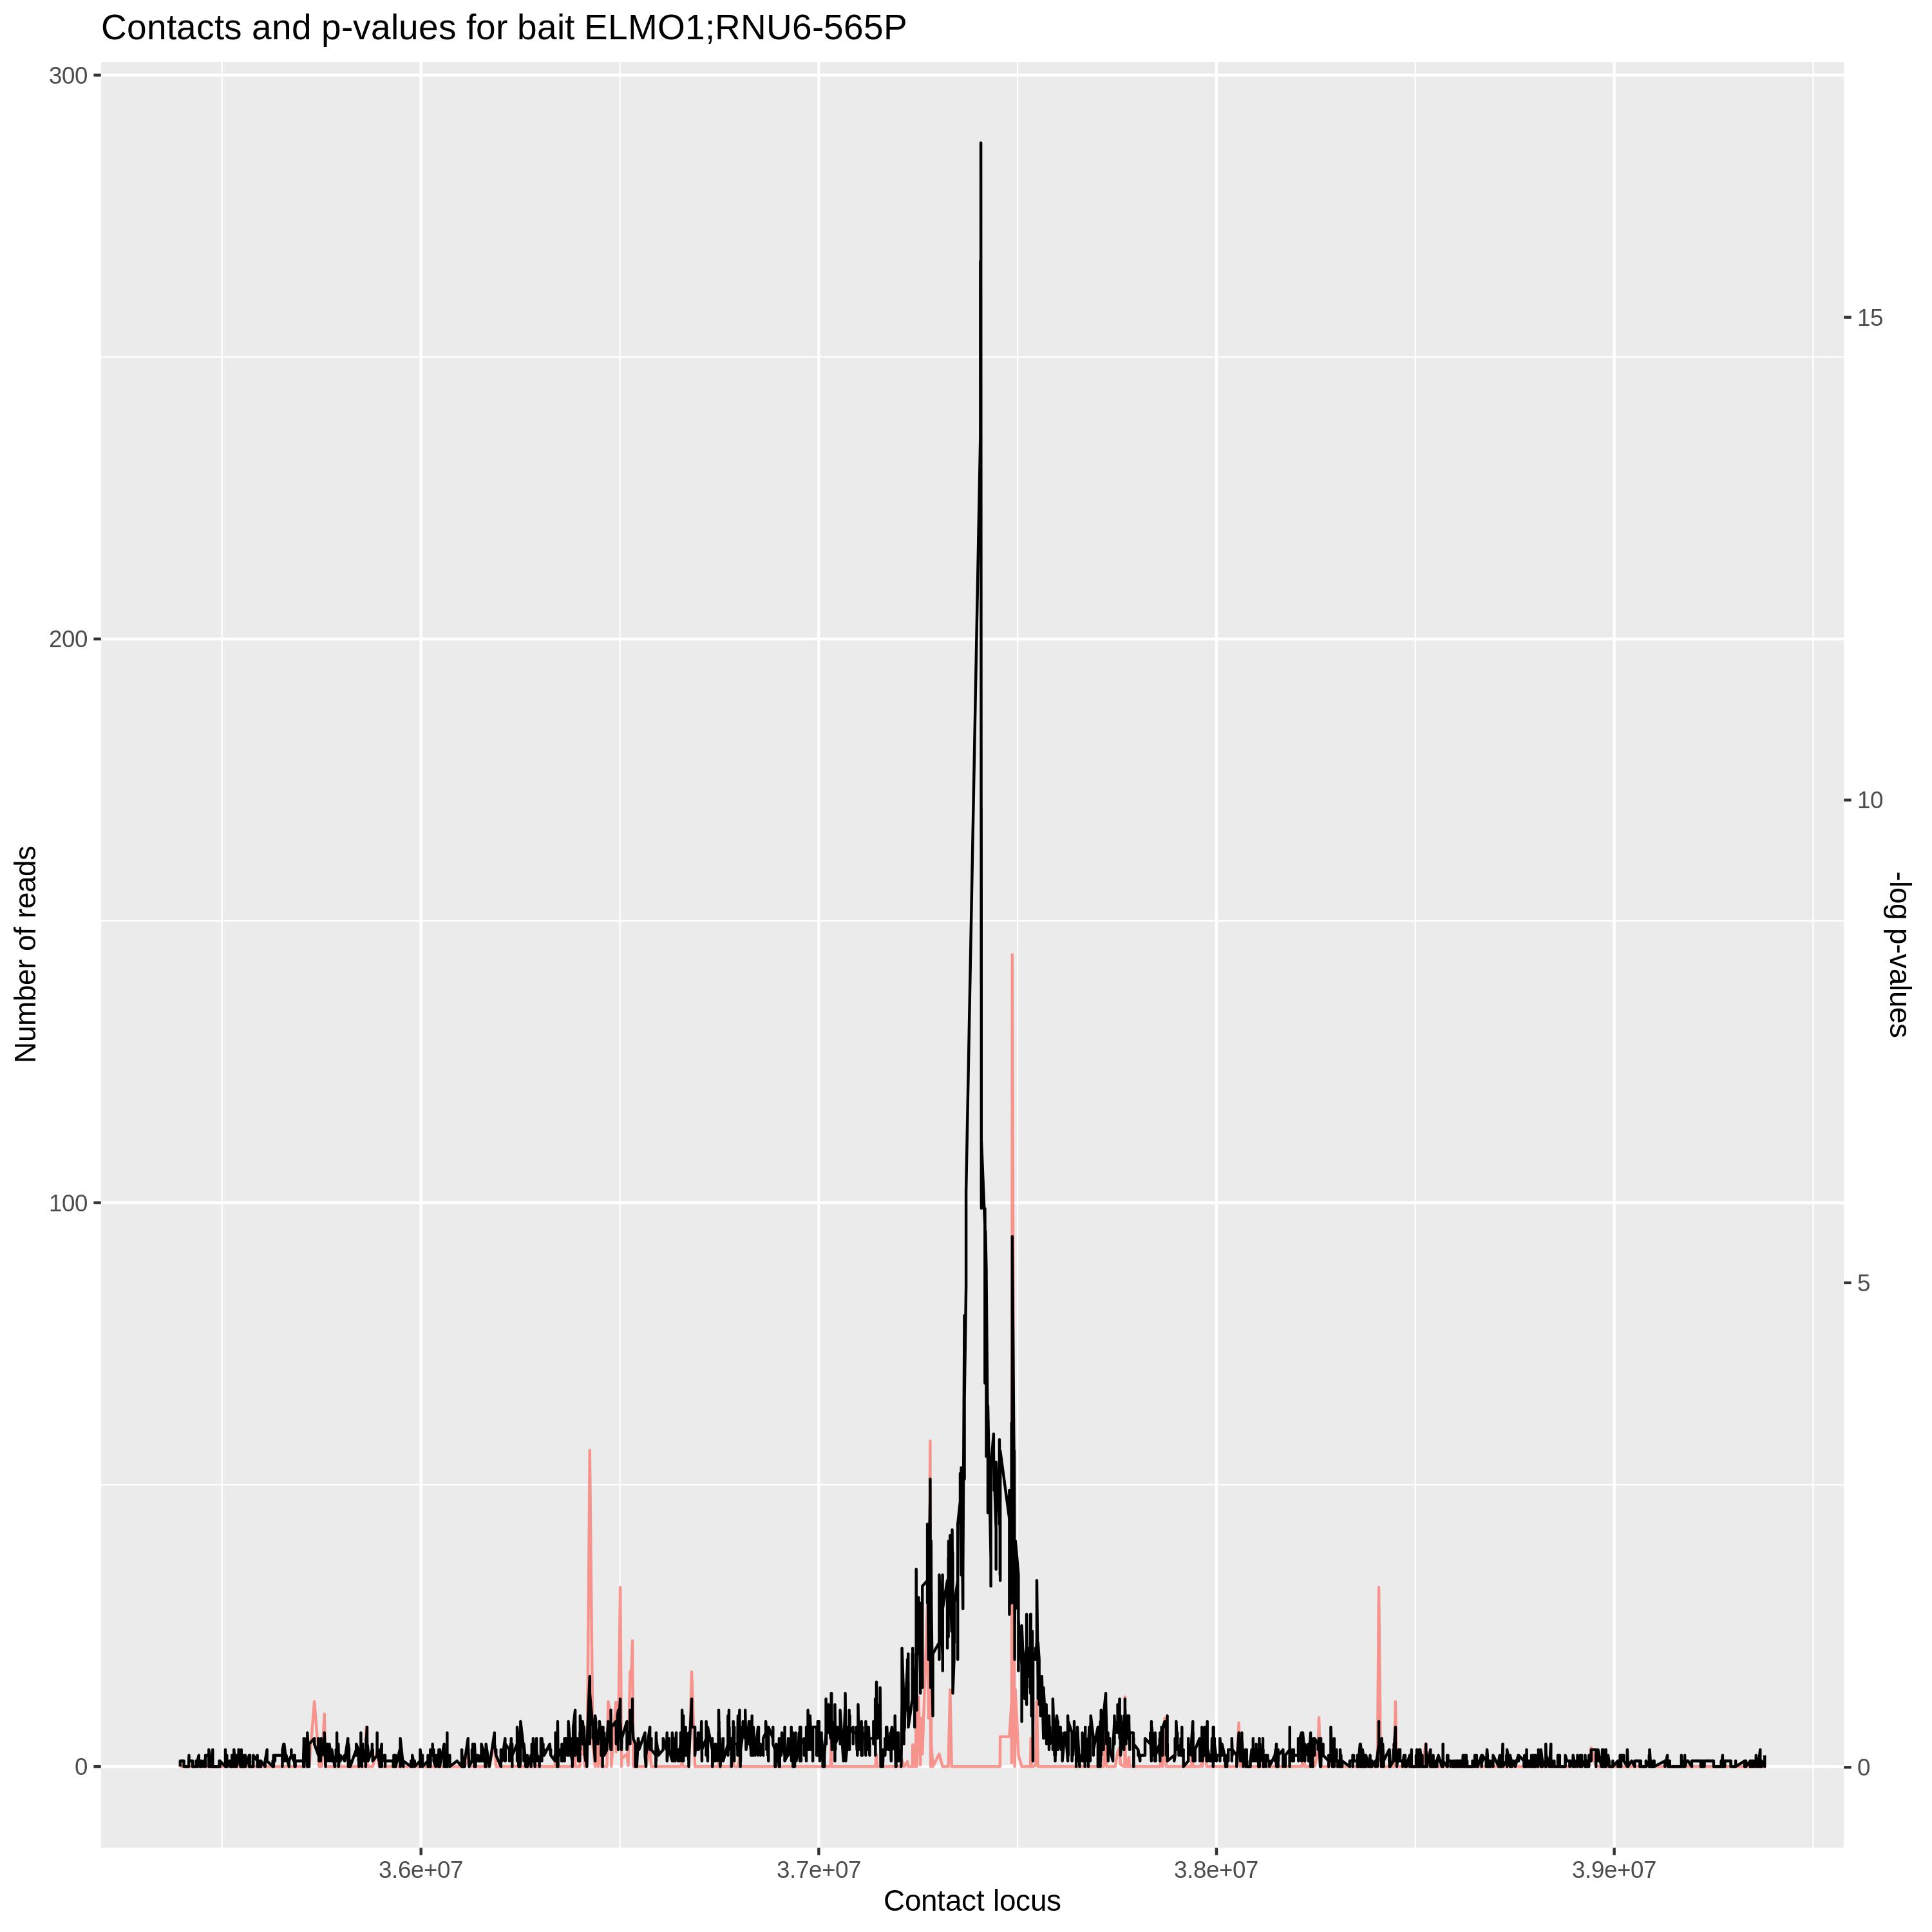 Contacts and p-values for bait ELMO1;RNU6-565P
300
200
100
0
Number of reads
15
10
5
0
-log p-values
3.6e+07
3.7e+07
3.8e+07
3.9e+07
Contact locus